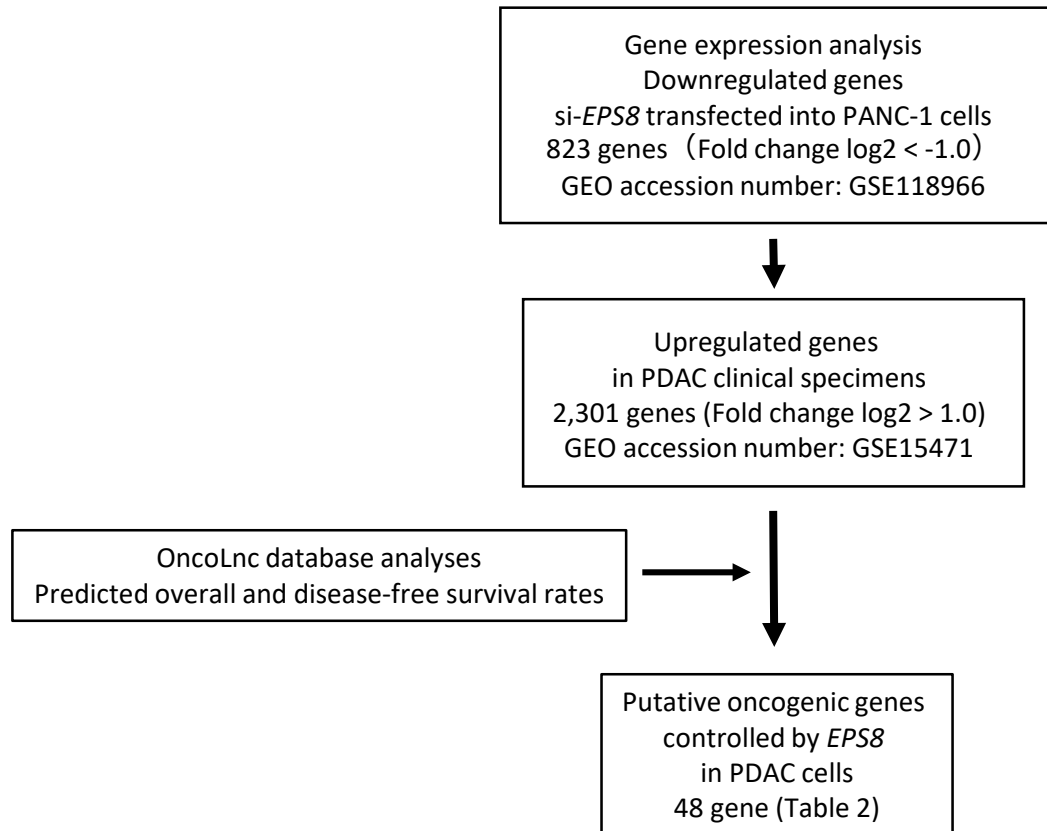 Gene expression analysis
Downregulated genes
si-EPS8 transfected into PANC-1 cells
823 genes（Fold change log2 < -1.0）
GEO accession number: GSE118966
Upregulated genes
in PDAC clinical specimens
2,301 genes (Fold change log2 > 1.0)
GEO accession number: GSE15471
OncoLnc database analyses
Predicted overall and disease-free survival rates
Putative oncogenic genes
controlled by EPS8
in PDAC cells
48 gene (Table 2)